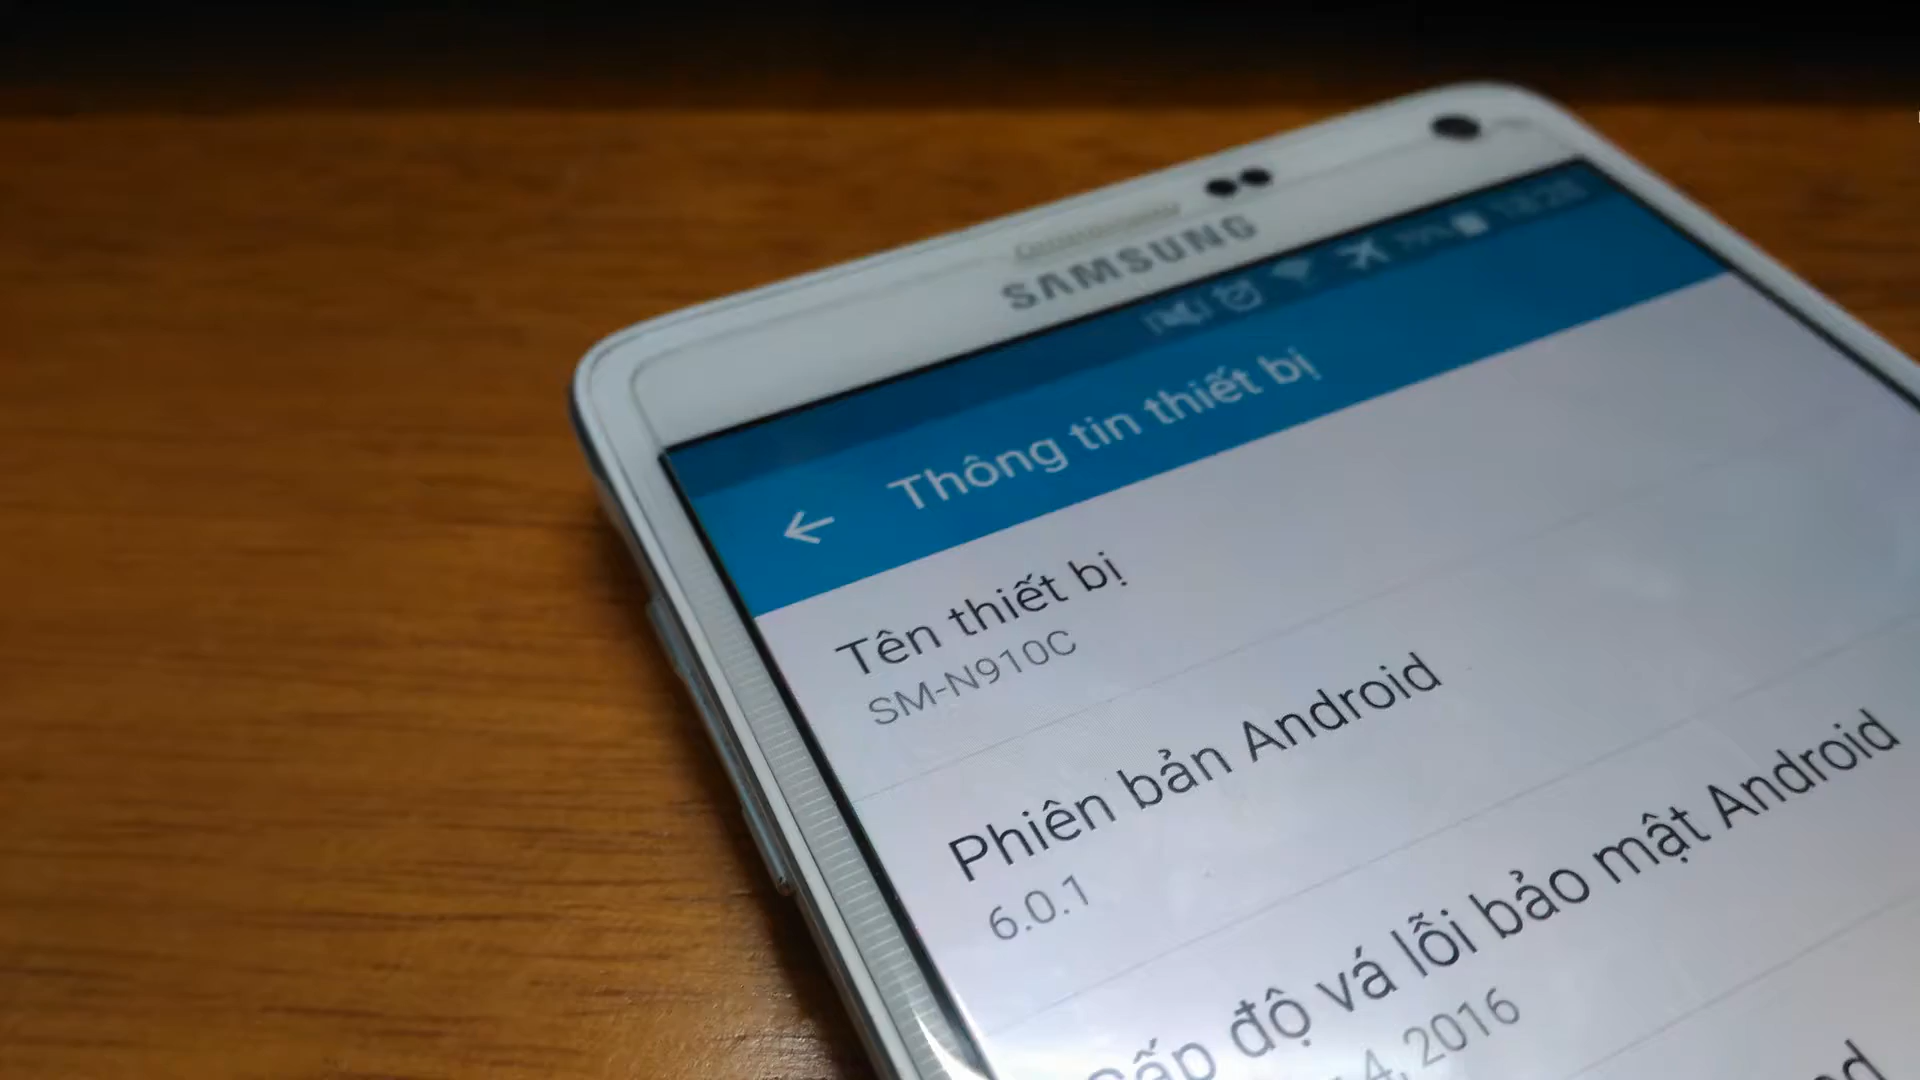 SAMSUNG
Thông tin thiết bị
Tên thiết bị
SM-N910C
Phiên bản Android
6.0.1
Cấp độ vá lỗi bảo mật Android
4, 2016